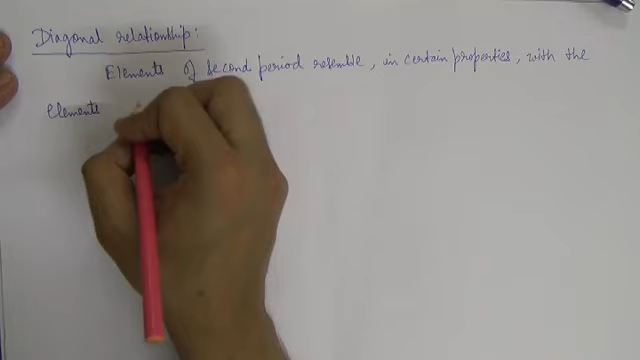 Diagonal relationship:
Elements of second period resemble, in certain properties, with the
elements